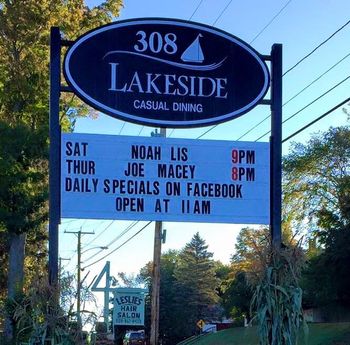 308
LAKESIDE
CASUAL DINING
SAT NOAH LIS 9PM
THUR JOE MACEY 8PM
DAILY SPECIALS ON FACEBOOK
OPEN AT 11AM
LESLIE'S
HAIR
SALON